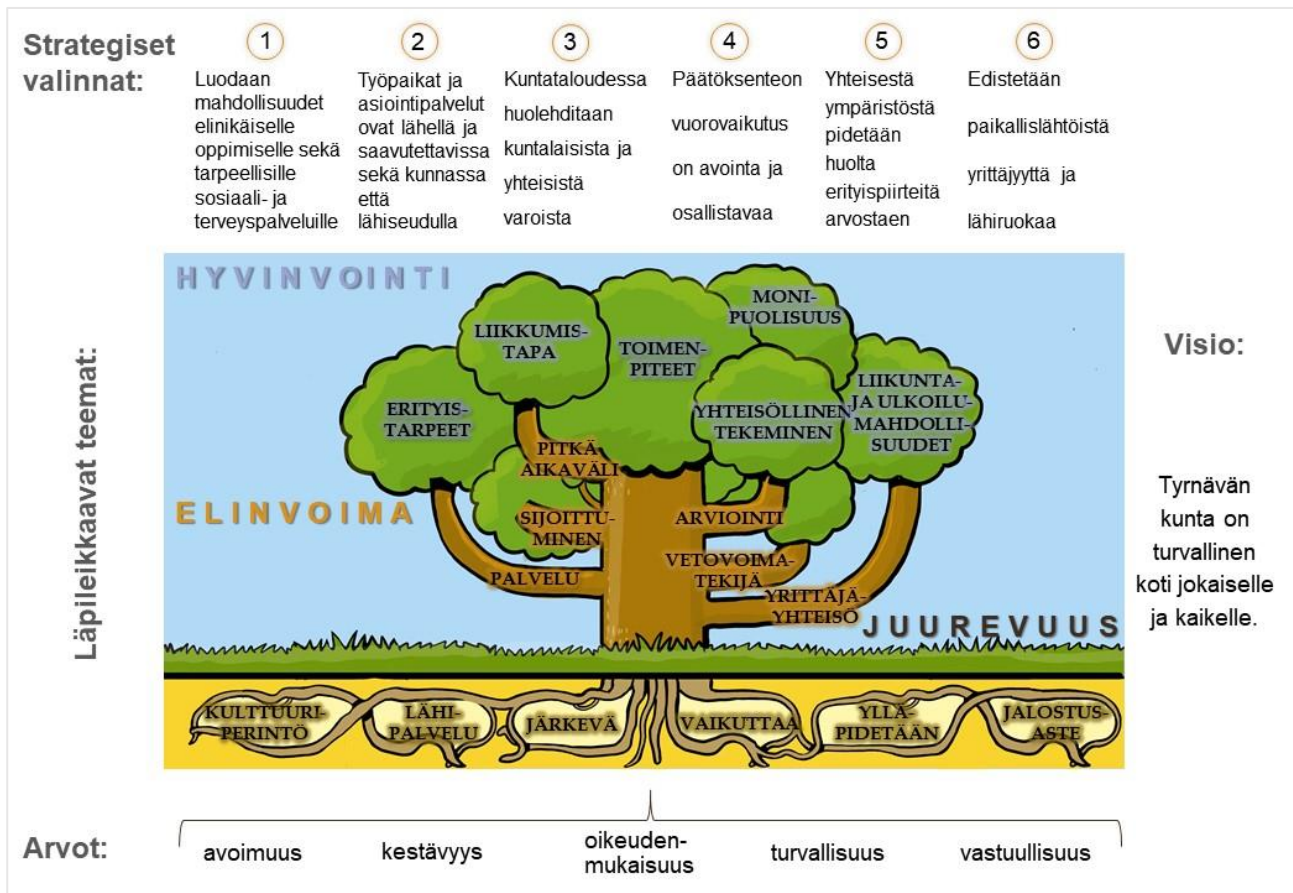 Strategiset
valinnat:
1
Luodaan
mahdollisuudet
elinikäiselle
oppimiselle sekä
tarpeellisille
sosiaali- ja
terveyspalveluille
2
Työpaikat ja
asiointipalvelut
ovat lähellä ja
saavutettavissa
sekä kunnassa
että
lähiseudulla
3
Kuntataloudessa
huolehditaan
kuntalaisista ja
yhteisistä
varoista
4
Päätöksenteon
vuorovaikutus
on avointa ja
osallistavaa
5
Yhteisestä
ympäristöstä
pidetään
huolta
erityispiirteitä
arvostaen
6
Edistetään
paikallislähtöistä
yrittäjyyttä ja
lähiruokaa
Läpileikkaavat teemat:
HYVINVOINTI
LIIKKUMIS-
TAPA
TOIMEN-
PITEET
MONI-
PUOLISUUS
ERITYIS-
TARPEET
YHTEISÖLLINEN
TEKEMINEN
LIIKUNTA-
JA ULKOILU-
MAHDOLLI-
SUUDET
ELINVOIMA
PITKÄ
AIKAVÄLI
SIJOITTU-
MINEN
PALVELU
ARVIOINTI
VETOVOIMA-
TEKIJÄ
YRITTÄJÄ-
YHTEISÖ
JUUREVUUS
KULTTUURI-
PERINTÖ
LÄHI-
PALVELU
JÄRKEVÄ
VAIKUTTAA
YLLÄ-
PIDETÄÄN
JALOSTUS-
ASTE
Visio:
Tyrnävän
kunta on
turvallinen
koti jokaiselle
ja kaikelle.
Arvot:
avoimuus
kestävyys
oikeuden-
mukaisuus
turvallisuus
vastuullisuus